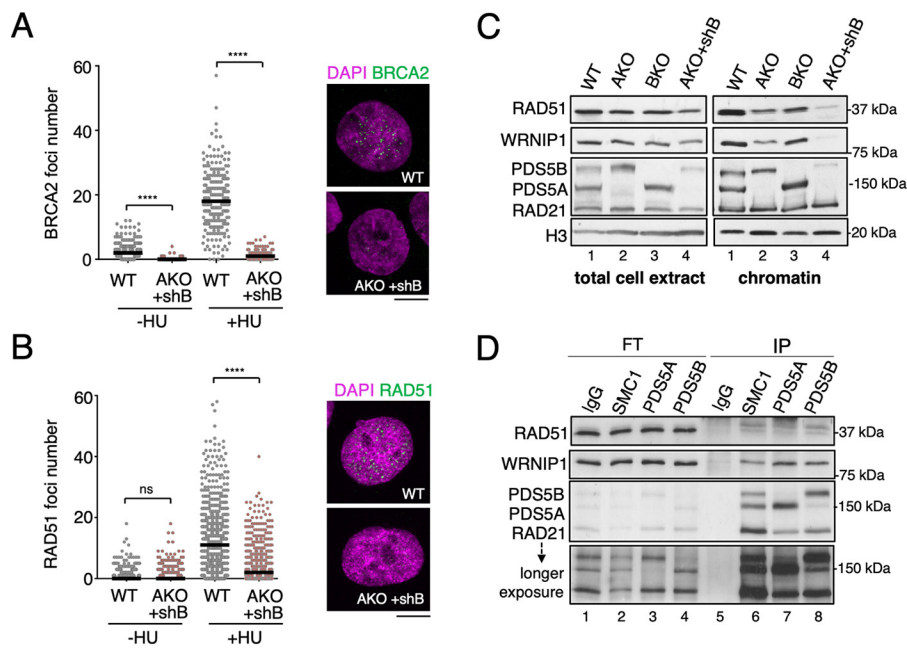 A
BRCA2 foci number
60
40
20
0
****
****
WT
AKO
+shB
WT
AKO
+shB
-HU
+HU
DAPI BRCA2
WT
AKO +shB
B
RAD51 foci number
60
40
20
0
ns
****
WT
AKO
+shB
WT
AKO
+shB
-HU
+HU
DAPI RAD51
WT
AKO +shB
C
WT AKO BKO AKO+shB WT AKO BKO AKO+shB
RAD51
-37 kDa
WRNIP1
-75 kDa
PDS5B
PDS5A
-150 kDa
RAD21
H3
-20 kDa
1 2 3 4 1 2 3 4
total cell extract chromatin
D
FT IP
IgG SMC1 PDS5A PDS5B IgG SMC1 PDS5A PDS5B
RAD51
-37 kDa
WRNIP1
-75 kDa
PDS5B
PDS5A
-150 kDa
RAD21
longer
exposure
-150 kDa
1 2 3 4 5 6 7 8